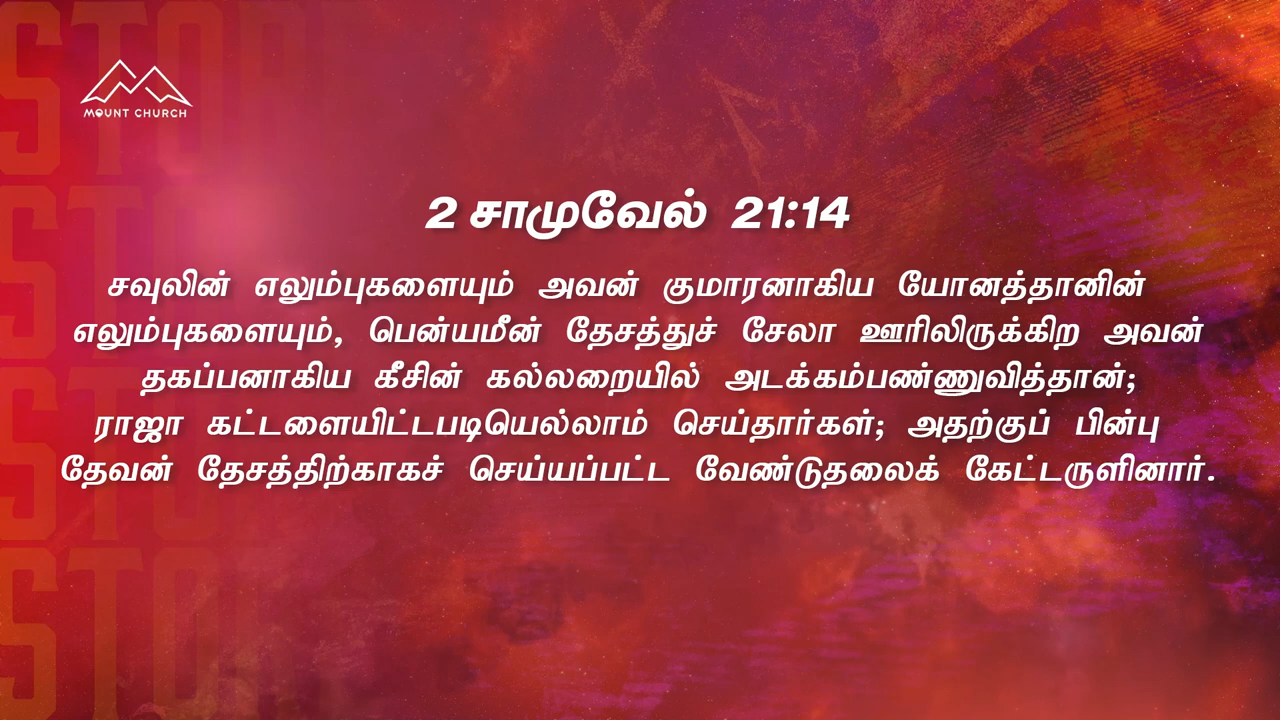 MOUNT CHURCH
2 சாமுவேல் 21:14
சவுலின் எலும்புகளையும் அவன் குமாரனாகிய யோனத்தானின்
எலும்புகளையும், பென்யமீன் தேசத்துச் சேலா ஊரிலிருக்கிற அவன்
தகப்பனாகிய கீசின் கல்லறையில் அடக்கம்பண்ணுவித்தான்;
ராஜா கட்டளையிட்டபடியெல்லாம் செய்தார்கள்; அதற்குப் பின்பு
தேவன் தேசத்திற்காகச் செய்யப்பட்ட வேண்டுதலைக் கேட்டருளினார்.